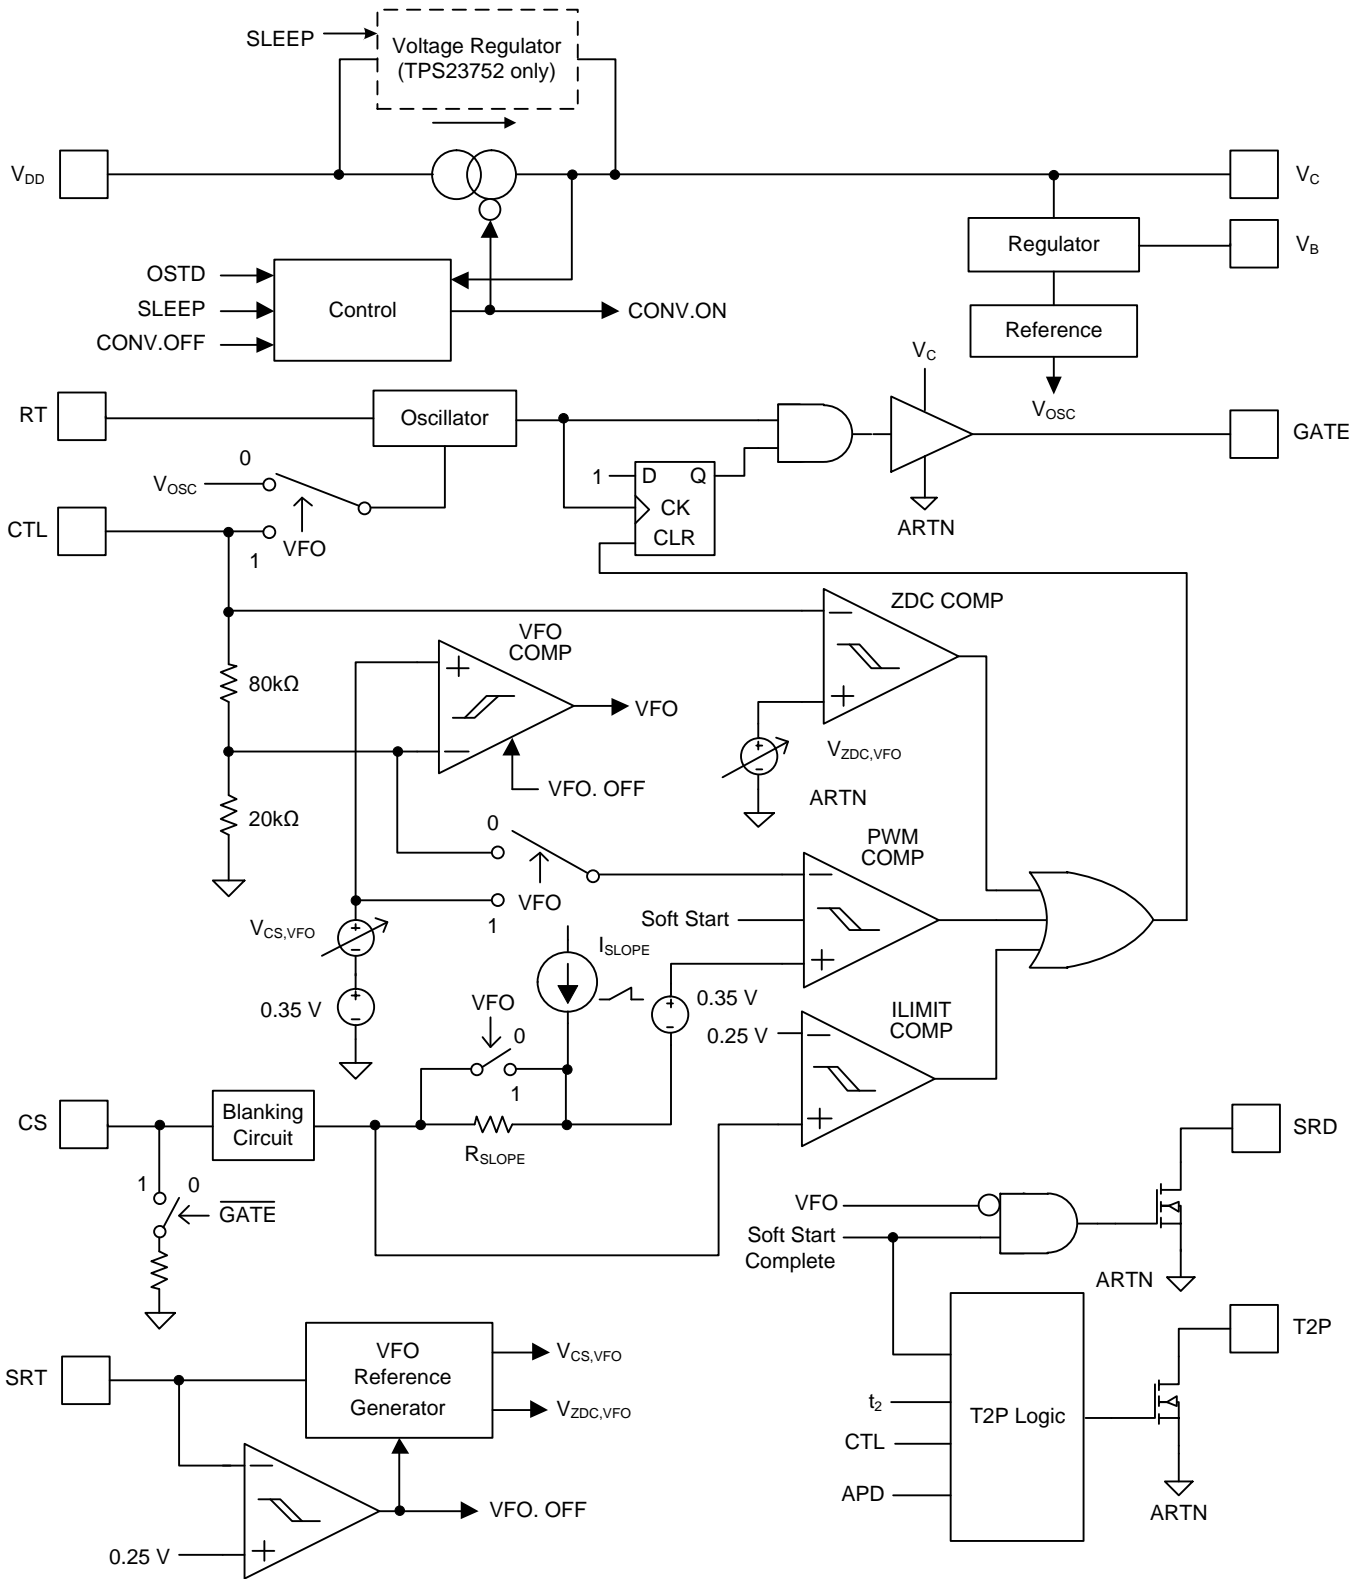 SLEEP
Voltage Regulator
(TPS23752 only)
VDD
VC
Regulator
VB
OSTD
SLEEP
CONV.OFF
Control
CONV.ON
Reference
VC
VOSC
RT
Oscillator
GATE
0
VOSC
1
D
Q
CK
CLR
ARTN
CTL
VFO
1
ZDC COMP
VFO
COMP
80kΩ
VFO
VZDC,VFO
VFO. OFF
ARTN
20kΩ
0
PWM
COMP
VFO
1
Soft Start
VCS,VFO
ISLOPE
0.35 V
0.35 V
VFO
0
1
0.25 V
ILIMIT
COMP
CS
Blanking
Circuit
RSLOPE
SRD
1
0
GATE
VFO
Soft Start
Complete
ARTN
SRT
VFO
Reference
Generator
VCS,VFO
VZDC,VFO
T2P
t2
T2P Logic
CTL
APD
ARTN
VFO. OFF
0.25 V